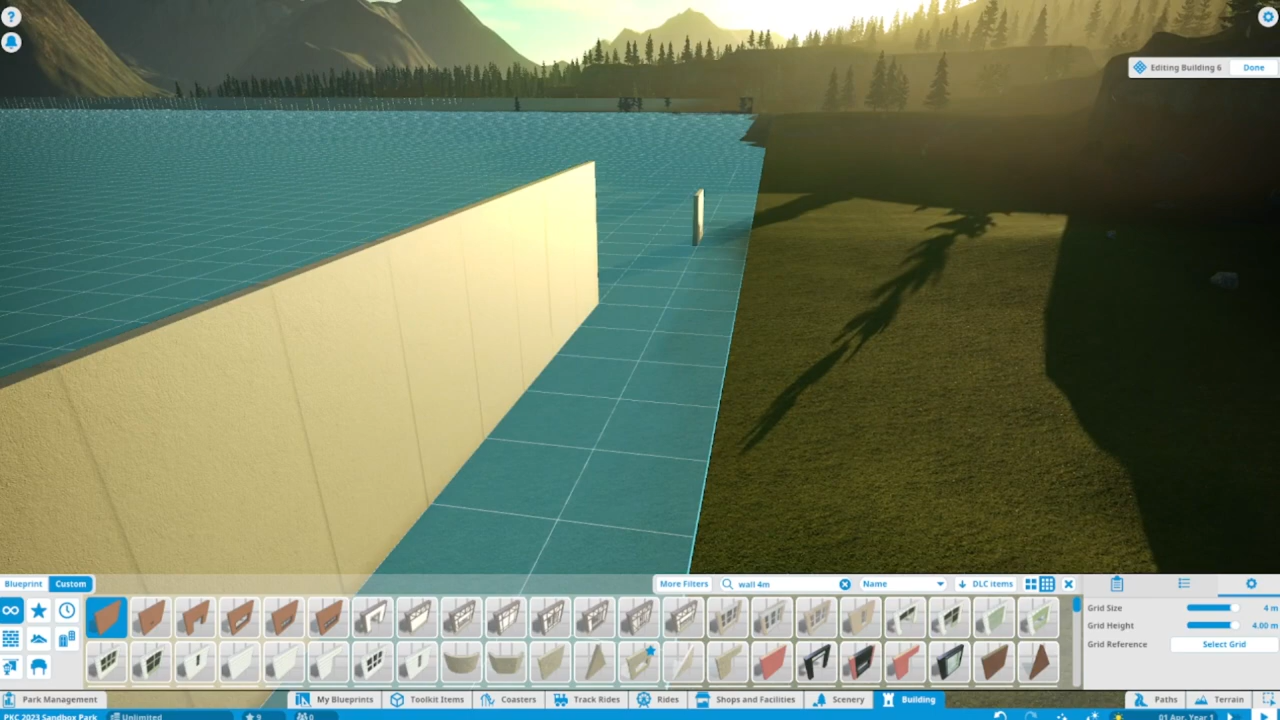 ?
Editing Building 6 Done
Blueprint Custom
More Filters wall 4m Name DLC items
Grid Size 4 m
Grid Height 4.00 m
Grid Reference Select Grid
Park Management My Blueprints Toolkit Items Coasters Track Rides Rides Shops and Facilities Scenery Building Paths Terrain
PKC 2023 Sandbox Park Unlimited 9 0 01 Apr, Year 1